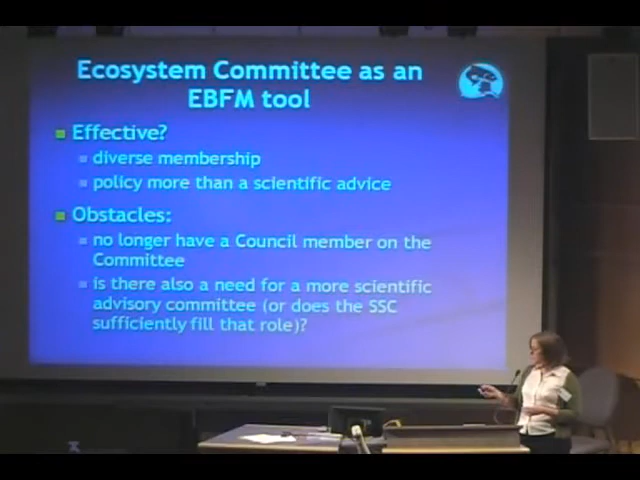 Ecosystem Committee as an
EBFM tool
Effective?
diverse membership
policy more than a scientific advice
Obstacles:
no longer have a Council member on the
Committee
is there also a need for a more scientific
advisory committee (or does the SSC
sufficiently fill that role)?